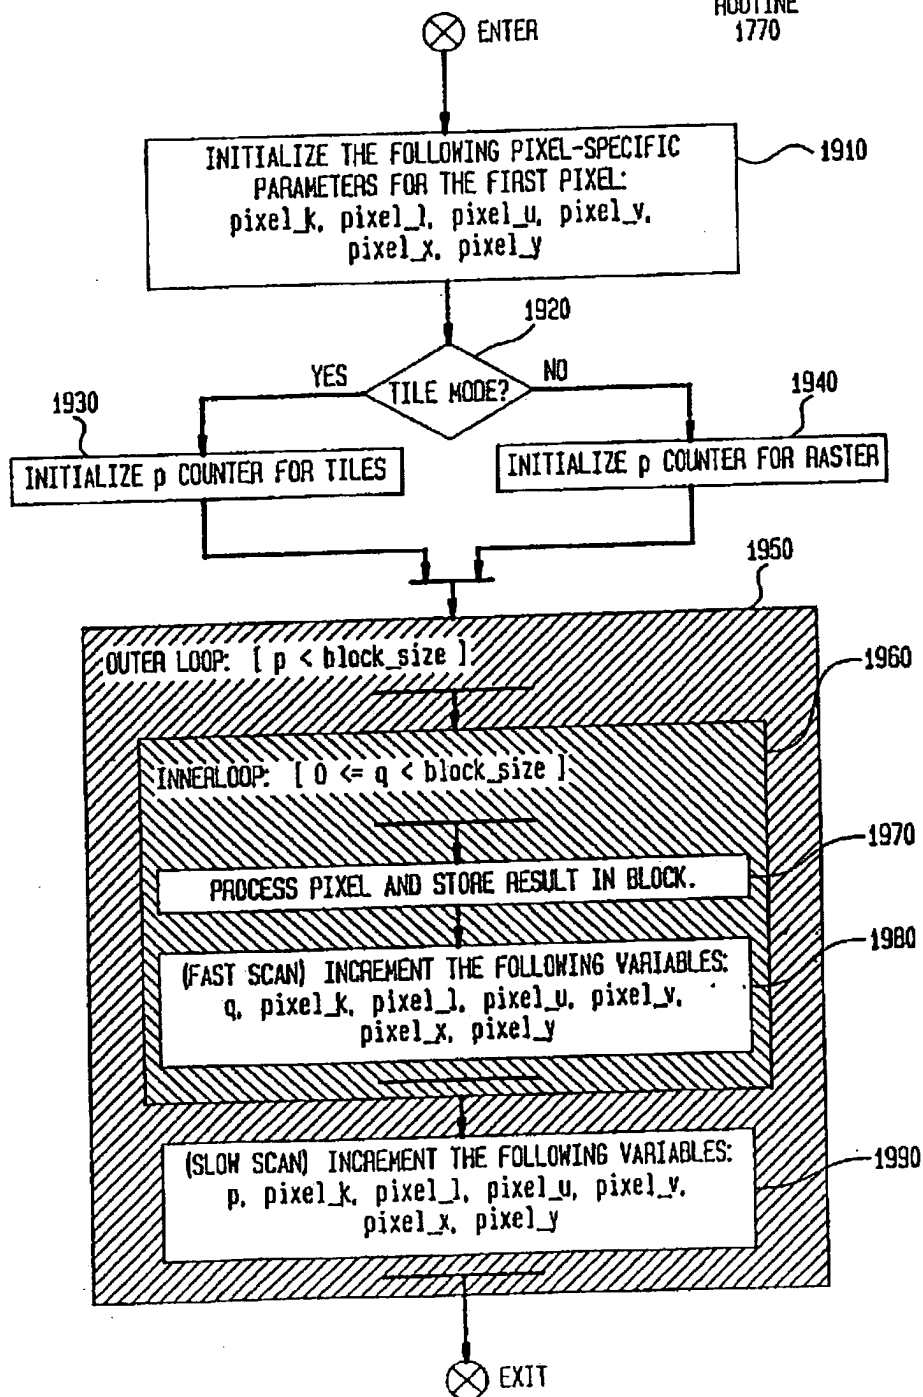 ROUTINE
1770
ENTER
INITIALIZE THE FOLLOWING PIXEL-SPECIFIC
PARAMETERS FOR THE FIRST PIXEL:
pixel_k, pixel_l, pixel_u, pixel_v,
pixel_x, pixel_y
1910
1920
YES
TILE MODE?
NO
1930
1940
INITIALIZE p COUNTER FOR TILES
INITIALIZE p COUNTER FOR RASTER
1950
OUTER LOOP: [ p < block_size ]
1960
INNERLOOP: [ 0 <= q < block_size ]
1970
PROCESS PIXEL AND STORE RESULT IN BLOCK.
1980
(FAST SCAN) INCREMENT THE FOLLOWING VARIABLES:
q, pixel_k, pixel_l, pixel_u, pixel_v,
pixel_x, pixel_y
(SLOW SCAN) INCREMENT THE FOLLOWING VARIABLES:
p, pixel_k, pixel_l, pixel_u, pixel_v,
pixel_x, pixel_y
1990
EXIT